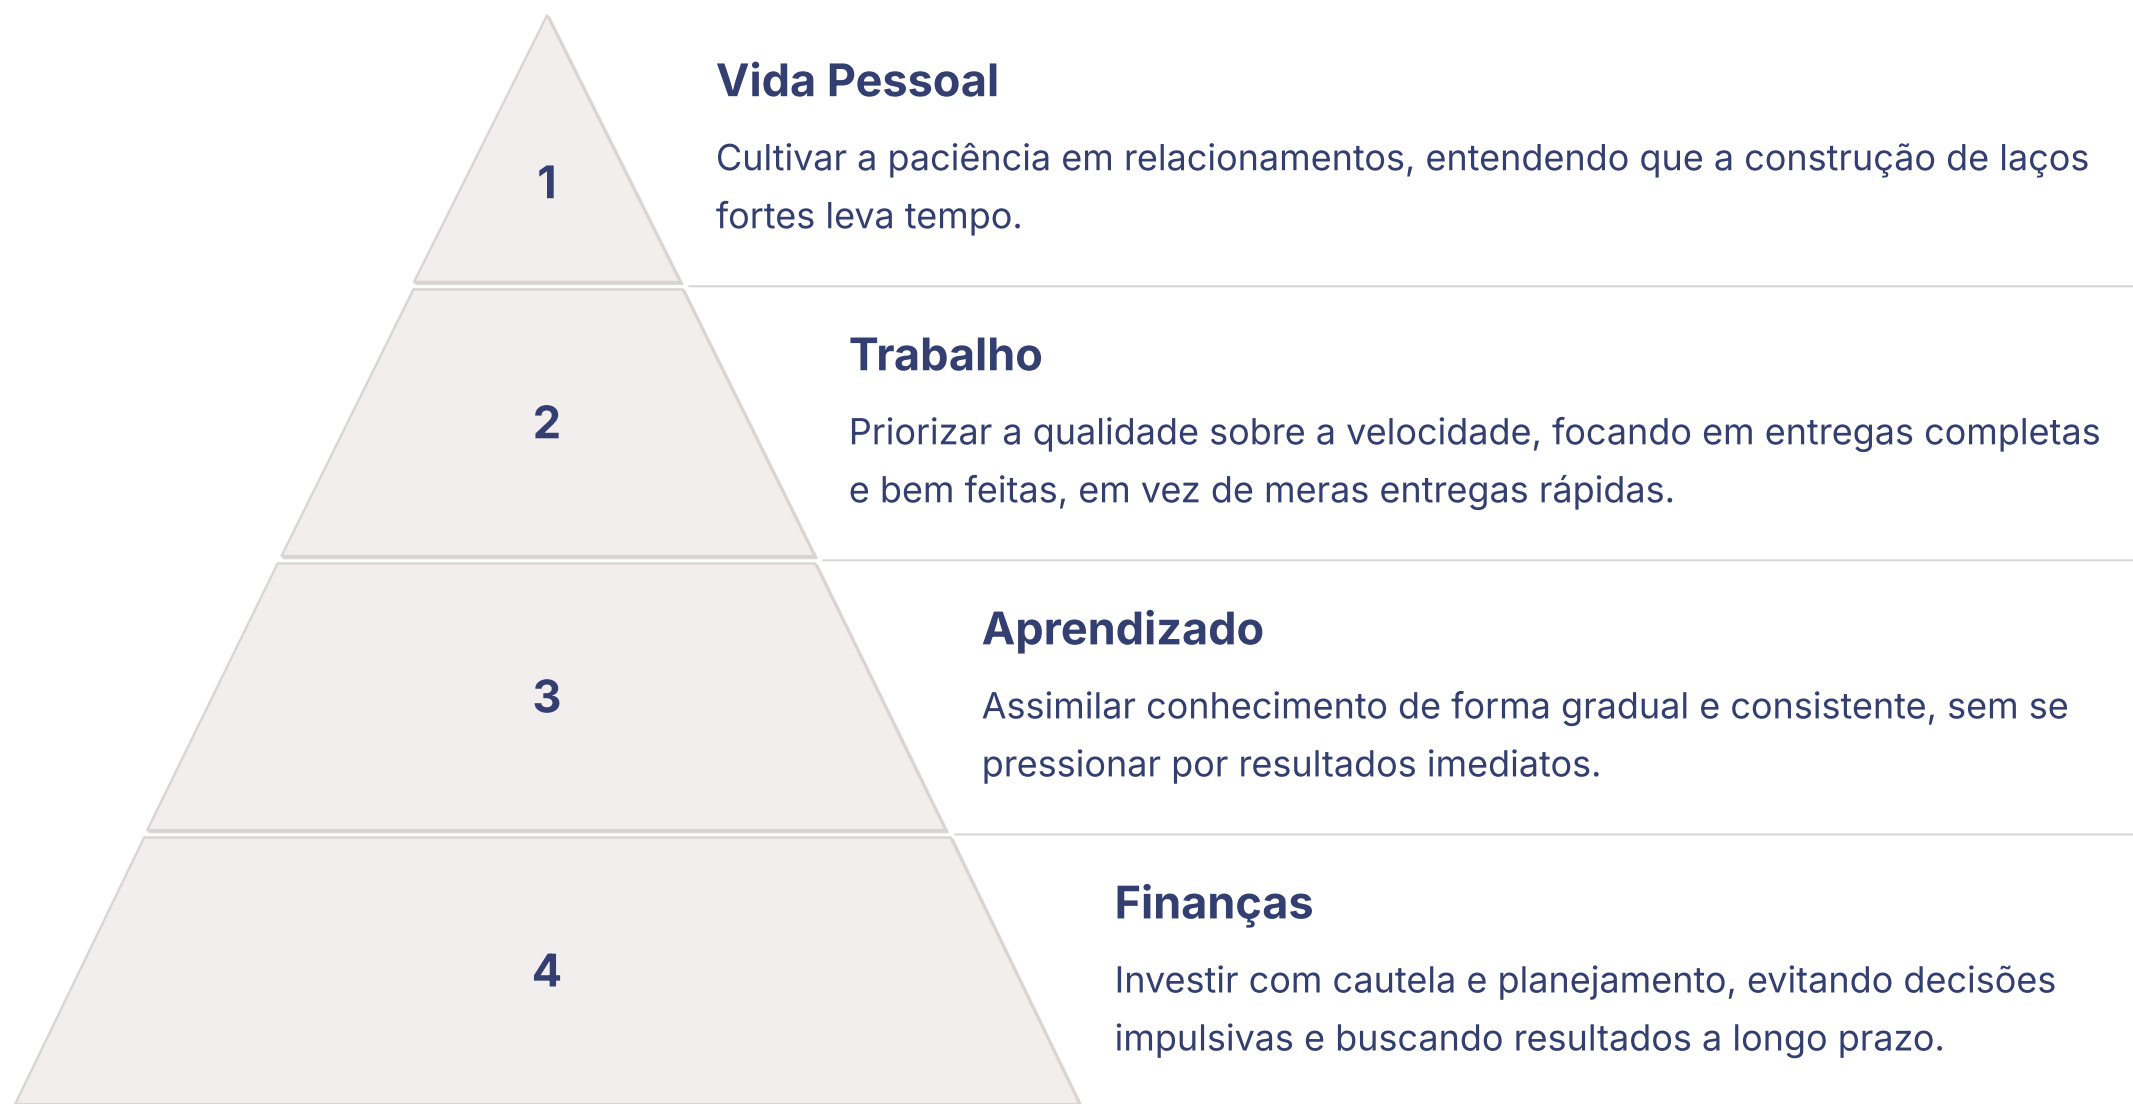 Vida Pessoal
1
Cultivar a paciência em relacionamentos, entendendo que a construção de laços
fortes leva tempo.
Trabalho
2
Priorizar a qualidade sobre a velocidade, focando em entregas completas
e bem feitas, em vez de meras entregas rápidas.
Aprendizado
3
Assimilar conhecimento de forma gradual e consistente, sem se
pressionar por resultados imediatos.
Finanças
4
Investir com cautela e planejamento, evitando decisões
impulsivas e buscando resultados a longo prazo.